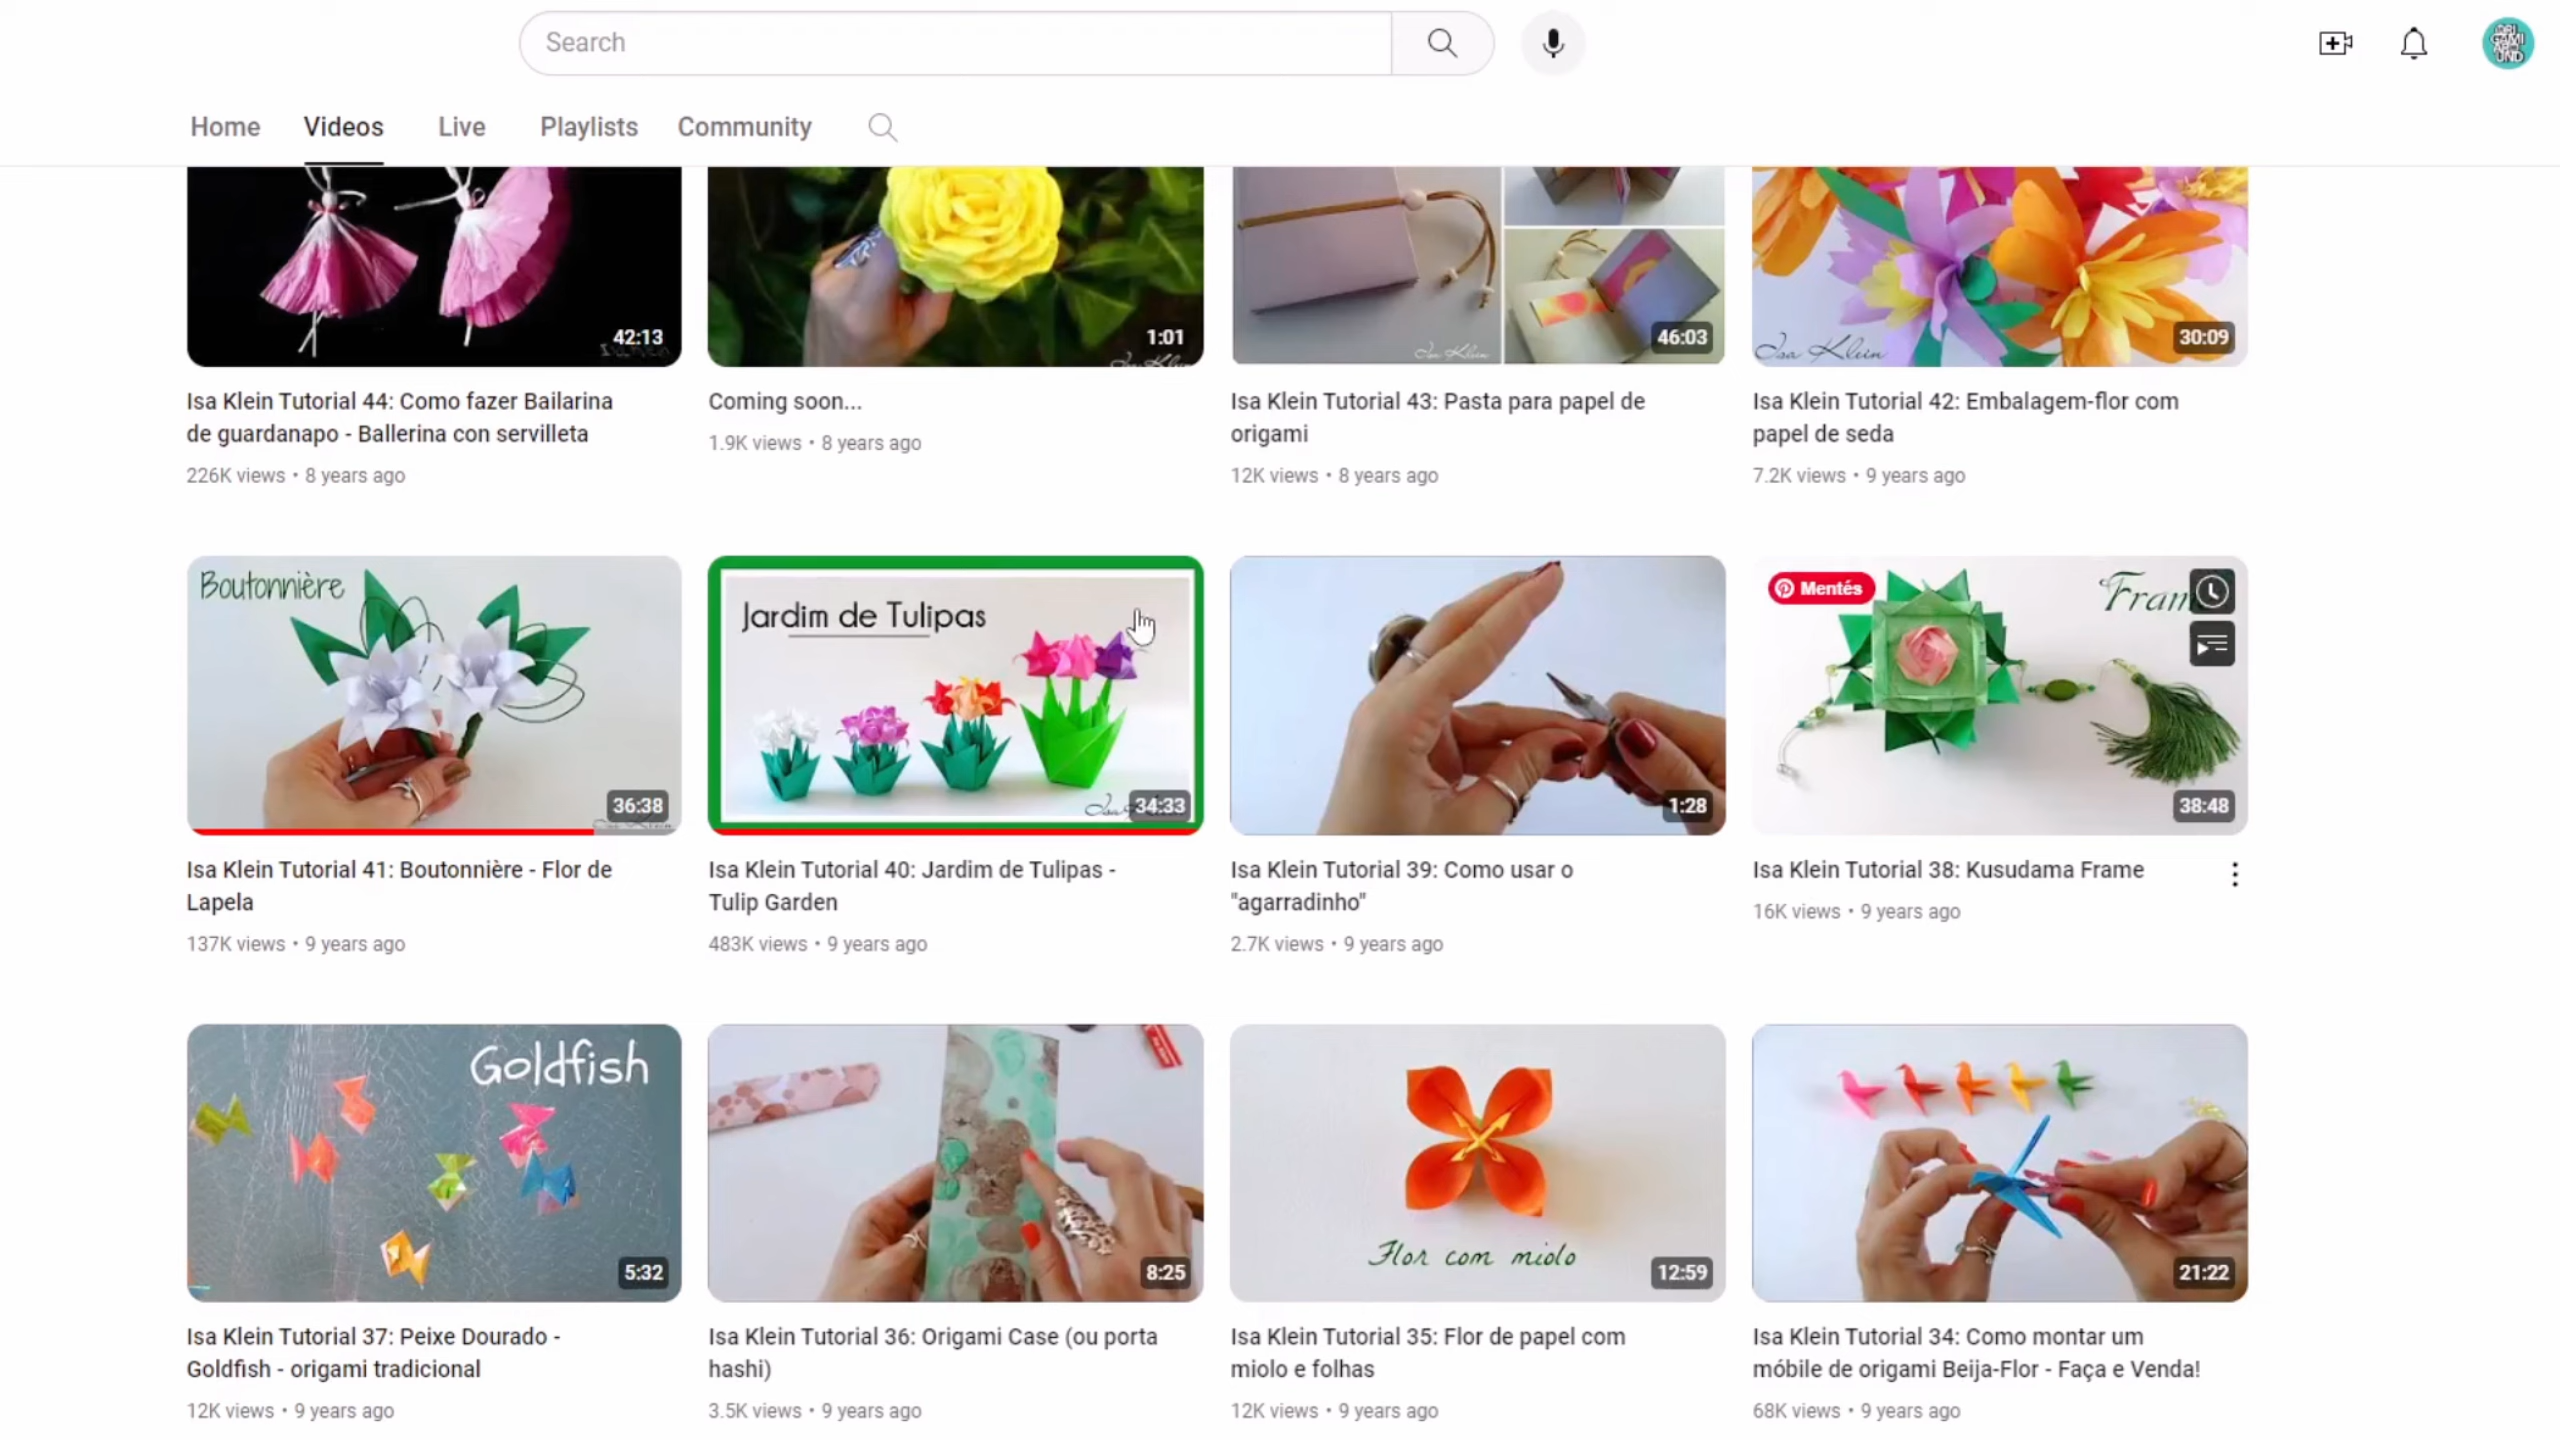 Search
Home
Videos
Live
Playlists
Community
42:13
1:01
Isa Klein
46:03
Isa Klein
30:09
Isa Klein Tutorial 44: Como fazer Bailarina
de guardanapo - Ballerina con servilleta
226K views • 8 years ago
Coming soon...
1.9K views • 8 years ago
Isa Klein Tutorial 43: Pasta para papel de
origami
12K views • 8 years ago
Isa Klein Tutorial 42: Embalagem-flor com
papel de seda
7.2K views • 9 years ago
Boutonnière
36:38
Jardim de Tulipas
34:33
1:28
Mentés
Frame
38:48
Isa Klein Tutorial 41: Boutonnière - Flor de
Lapela
137K views • 9 years ago
Isa Klein Tutorial 40: Jardim de Tulipas -
Tulip Garden
483K views • 9 years ago
Isa Klein Tutorial 39: Como usar o
"agarradinho"
2.7K views • 9 years ago
Isa Klein Tutorial 38: Kusudama Frame
16K views • 9 years ago
Goldfish
5:32
8:25
Flor com miolo
12:59
21:22
Isa Klein Tutorial 37: Peixe Dourado -
Goldfish - origami tradicional
12K views • 9 years ago
Isa Klein Tutorial 36: Origami Case (ou porta
hashi)
3.5K views • 9 years ago
Isa Klein Tutorial 35: Flor de papel com
miolo e folhas
12K views • 9 years ago
Isa Klein Tutorial 34: Como montar um
móbile de origami Beija-Flor - Faça e Venda!
68K views • 9 years ago